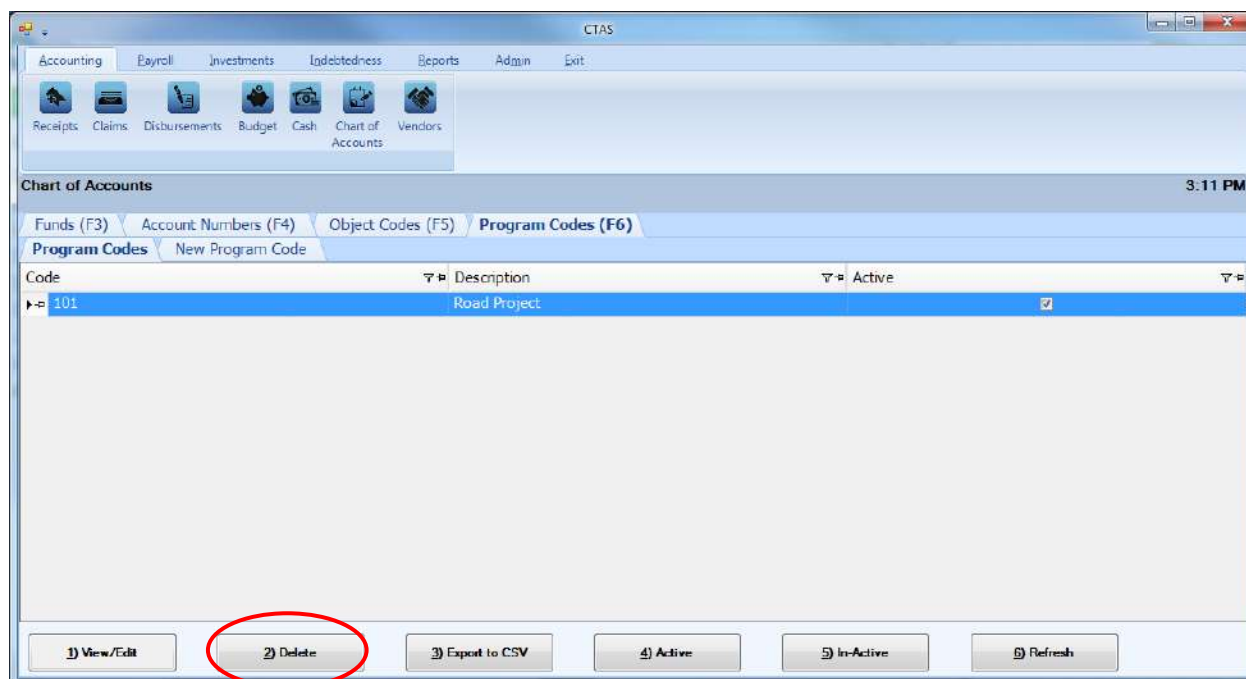 CTAS
Accounting Payroll Investments Indebtedness Reports Admin Exit
Receipts Claims Disbursements Budget Cash Chart of Accounts Vendors
Chart of Accounts 3:11 PM
Funds (F3) Account Numbers (F4) Object Codes (F5) Program Codes (F6)
Program Codes New Program Code
Code Description Active
101 Road Project
1) View/Edit 2) Delete 3) Export to CSV 4) Active 5) In-Active 6) Refresh